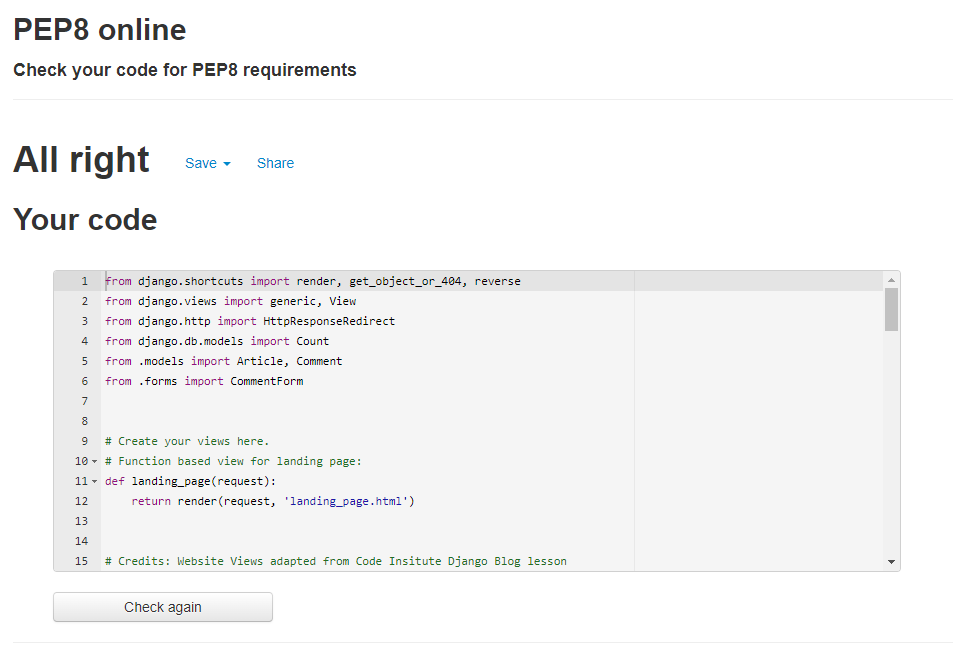 PEP8 online
Check your code for PEP8 requirements
All right Save Share
Your code
1 from django.shortcuts import render, get_object_or_404, reverse
2 from django.views import generic, View
3 from django.http import HttpResponseRedirect
4 from django.db.models import Count
5 from .models import Article, Comment
6 from .forms import CommentForm
7
8
9 # Create your views here.
10 # Function based view for landing page:
11 def landing_page(request):
12     return render(request, 'landing_page.html')
13
14
15 # Credits: Website Views adapted from Code Insitute Django Blog lesson
Check again